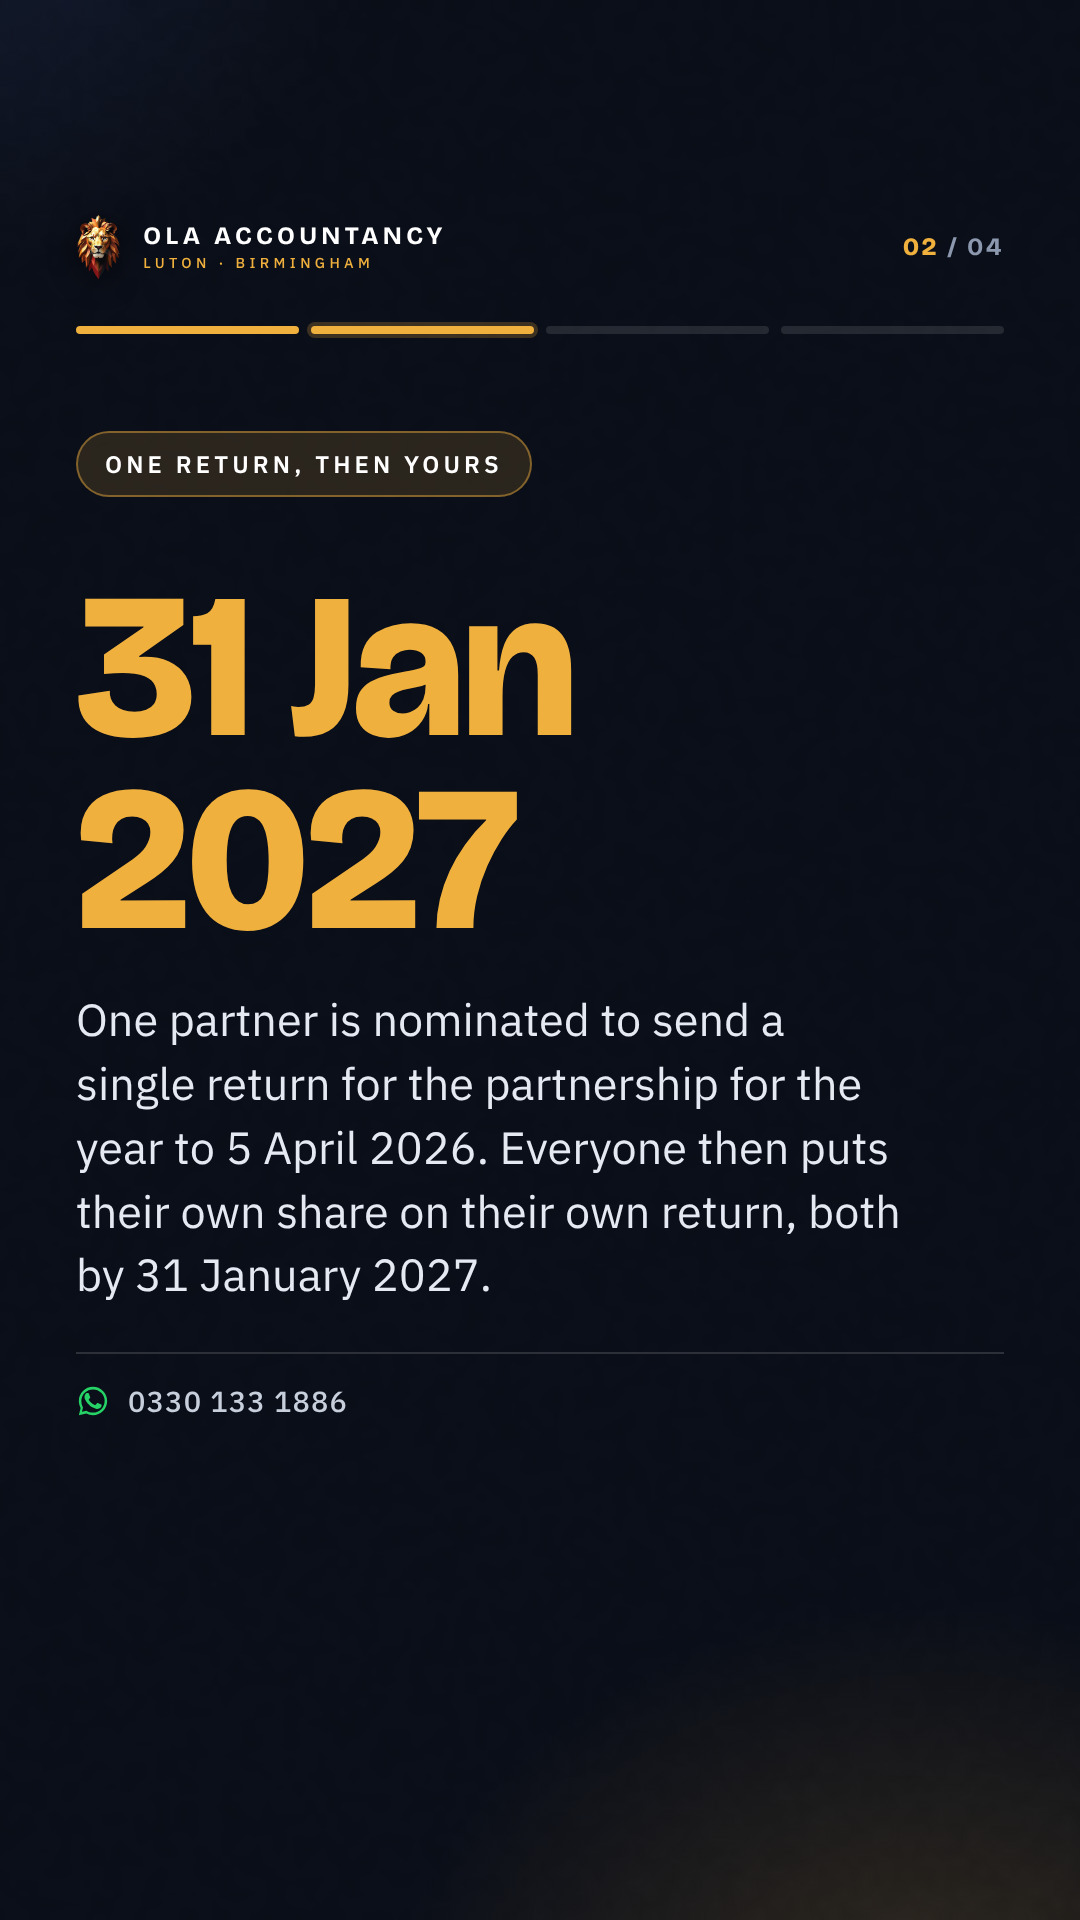 OLA ACCOUNTANCY
LUTON · BIRMINGHAM
02 / 04
ONE RETURN, THEN YOURS
31 Jan
2027
One partner is nominated to send a
single return for the partnership for the
year to 5 April 2026. Everyone then puts
their own share on their own return, both
by 31 January 2027.
0330 133 1886